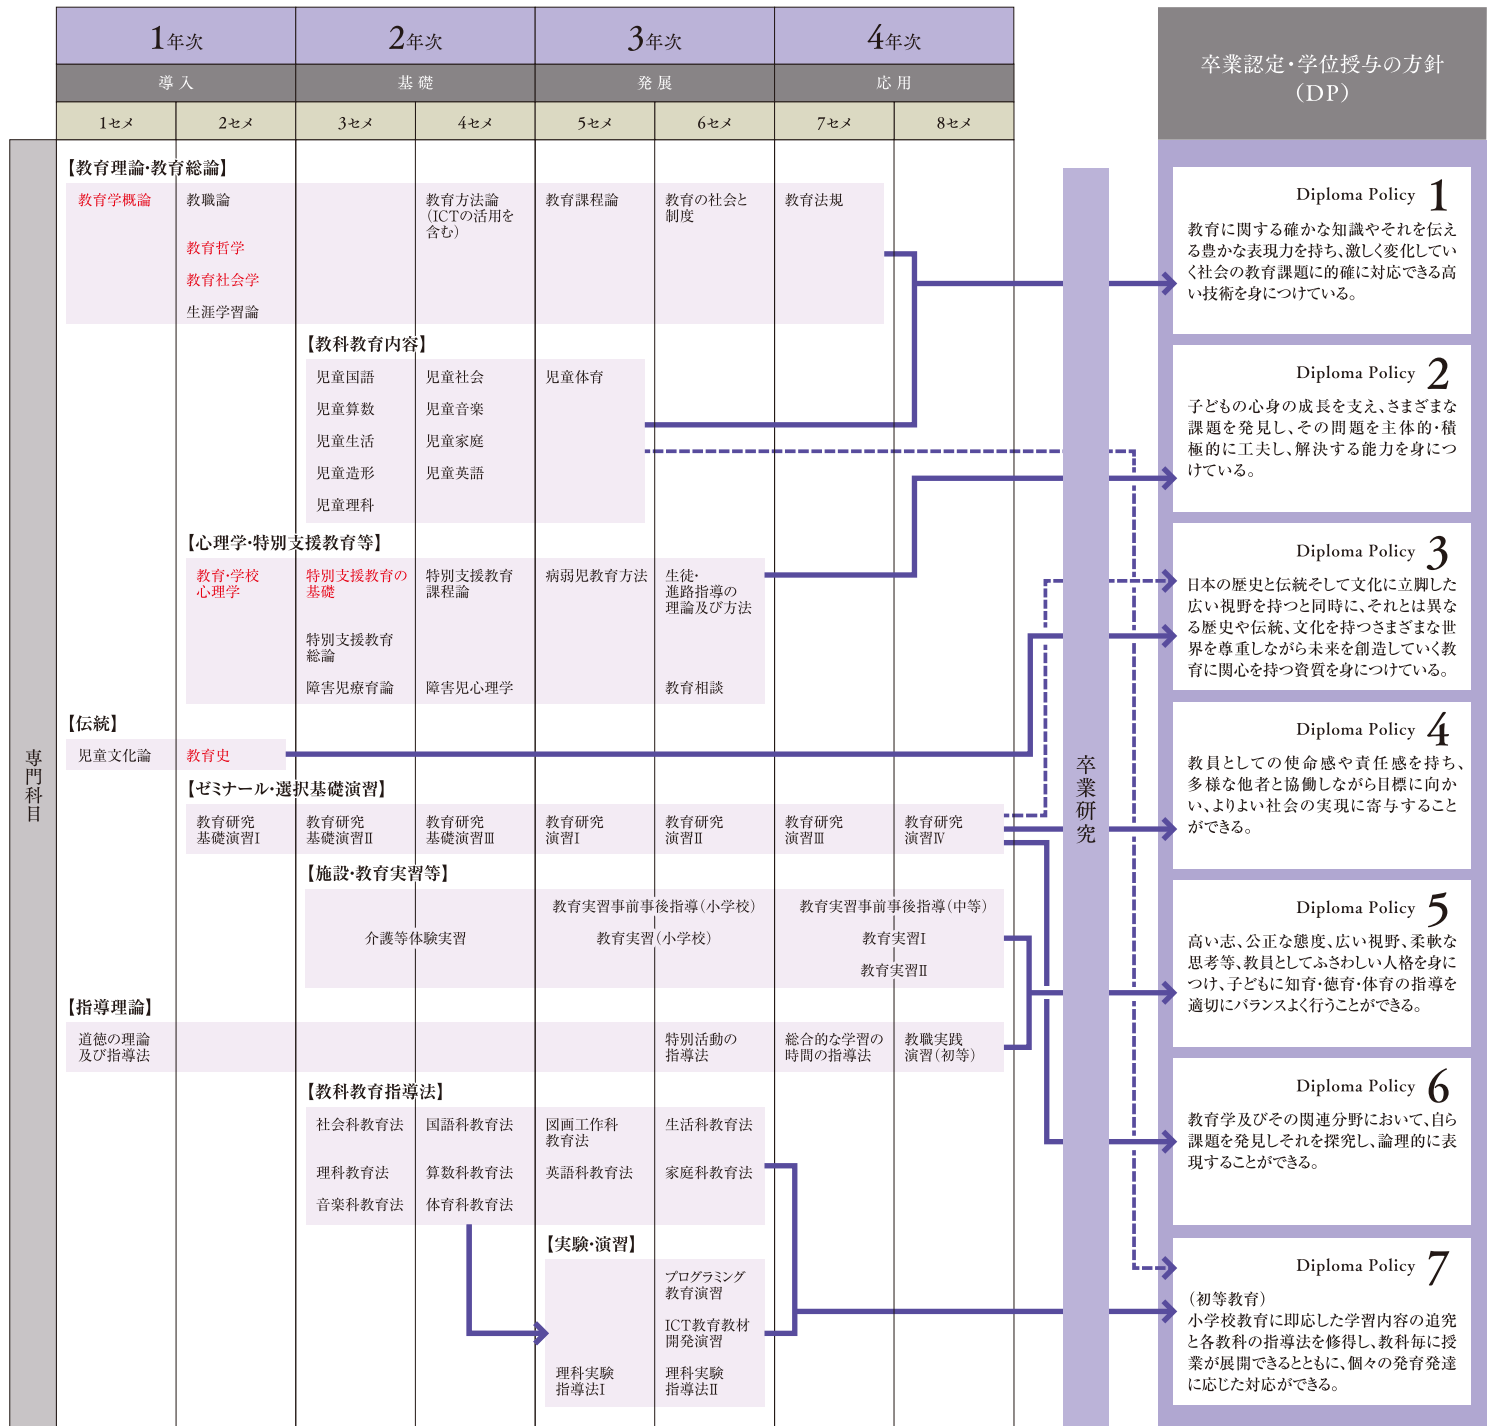 1年次
2年次
3年次
4年次
導入
基礎
発展
応用
1セメ
2セメ
3セメ
4セメ
5セメ
6セメ
7セメ
8セメ
卒業認定・学位授与の方針
（DP）
専門科目
【教育理論・教育総論】
教育学概論
教職論
教育哲学
教育社会学
生涯学習論
教育方法論
（ICTの活用を
含む）
教育課程論
教育の社会と
制度
教育法規
【教科教育内容】
児童国語
児童算数
児童生活
児童造形
児童理科
児童社会
児童音楽
児童家庭
児童英語
児童体育
【心理学・特別支援教育等】
教育・学校
心理学
特別支援教育の
基礎
特別支援教育
総論
障害児療育論
特別支援教育
課程論
障害児心理学
病弱児教育方法
生徒・
進路指導の
理論及び方法
教育相談
【伝統】
児童文化論
教育史
【ゼミナール・選択基礎演習】
教育研究
基礎演習Ⅰ
教育研究
基礎演習Ⅱ
教育研究
基礎演習Ⅲ
教育研究
演習Ⅰ
教育研究
演習Ⅱ
教育研究
演習Ⅲ
教育研究
演習Ⅳ
【施設・教育実習等】
介護等体験実習
教育実習事前事後指導（小学校）
教育実習（小学校）
教育実習事前事後指導（中等）
教育実習Ⅰ
教育実習Ⅱ
【指導理論】
道徳の理論
及び指導法
特別活動の
指導法
総合的な学習の
時間の指導法
教職実践
演習（初等）
【教科教育指導法】
社会科教育法
理科教育法
音楽科教育法
国語科教育法
算数科教育法
体育科教育法
図画工作科
教育法
英語科教育法
生活科教育法
家庭科教育法
【実験・演習】
プログラミング
教育演習
ICT教育教材
開発演習
理科実験
指導法Ⅰ
理科実験
指導法Ⅱ
卒業研究
Diploma Policy 1
教育に関する確かな知識やそれを伝え
る豊かな表現力を持ち、激しく変化してい
く社会の教育課題に的確に対応できる高
い技術を身につけている。
Diploma Policy 2
子どもの心身の成長を支え、さまざまな
課題を発見し、その問題を主体的・積
極的に工夫し、解決する能力を身につ
けている。
Diploma Policy 3
日本の歴史と伝統そして文化に立脚した
広い視野を持つと同時に、それとは異な
る歴史や伝統、文化を持つさまざまな世
界を尊重しながら未来を創造していく教
育に関心を持つ資質を身につけている。
Diploma Policy 4
教員としての使命感や責任感を持ち、
多様な他者と協働しながら目標に向か
い、よりよい社会の実現に寄与すること
ができる。
Diploma Policy 5
高い志、公正な態度、広い視野、柔軟な
思考等、教員としてふさわしい人格を身に
つけ、子どもに知育・徳育・体育の指導を
適切にバランスよく行うことができる。
Diploma Policy 6
教育学及びその関連分野において、自ら
課題を発見しそれを探究し、論理的に表
現することができる。
Diploma Policy 7
（初等教育）
小学校教育に即応した学習内容の追究
と各教科の指導法を修得し、教科毎に授
業が展開できるとともに、個々の発育発達
に応じた対応ができる。